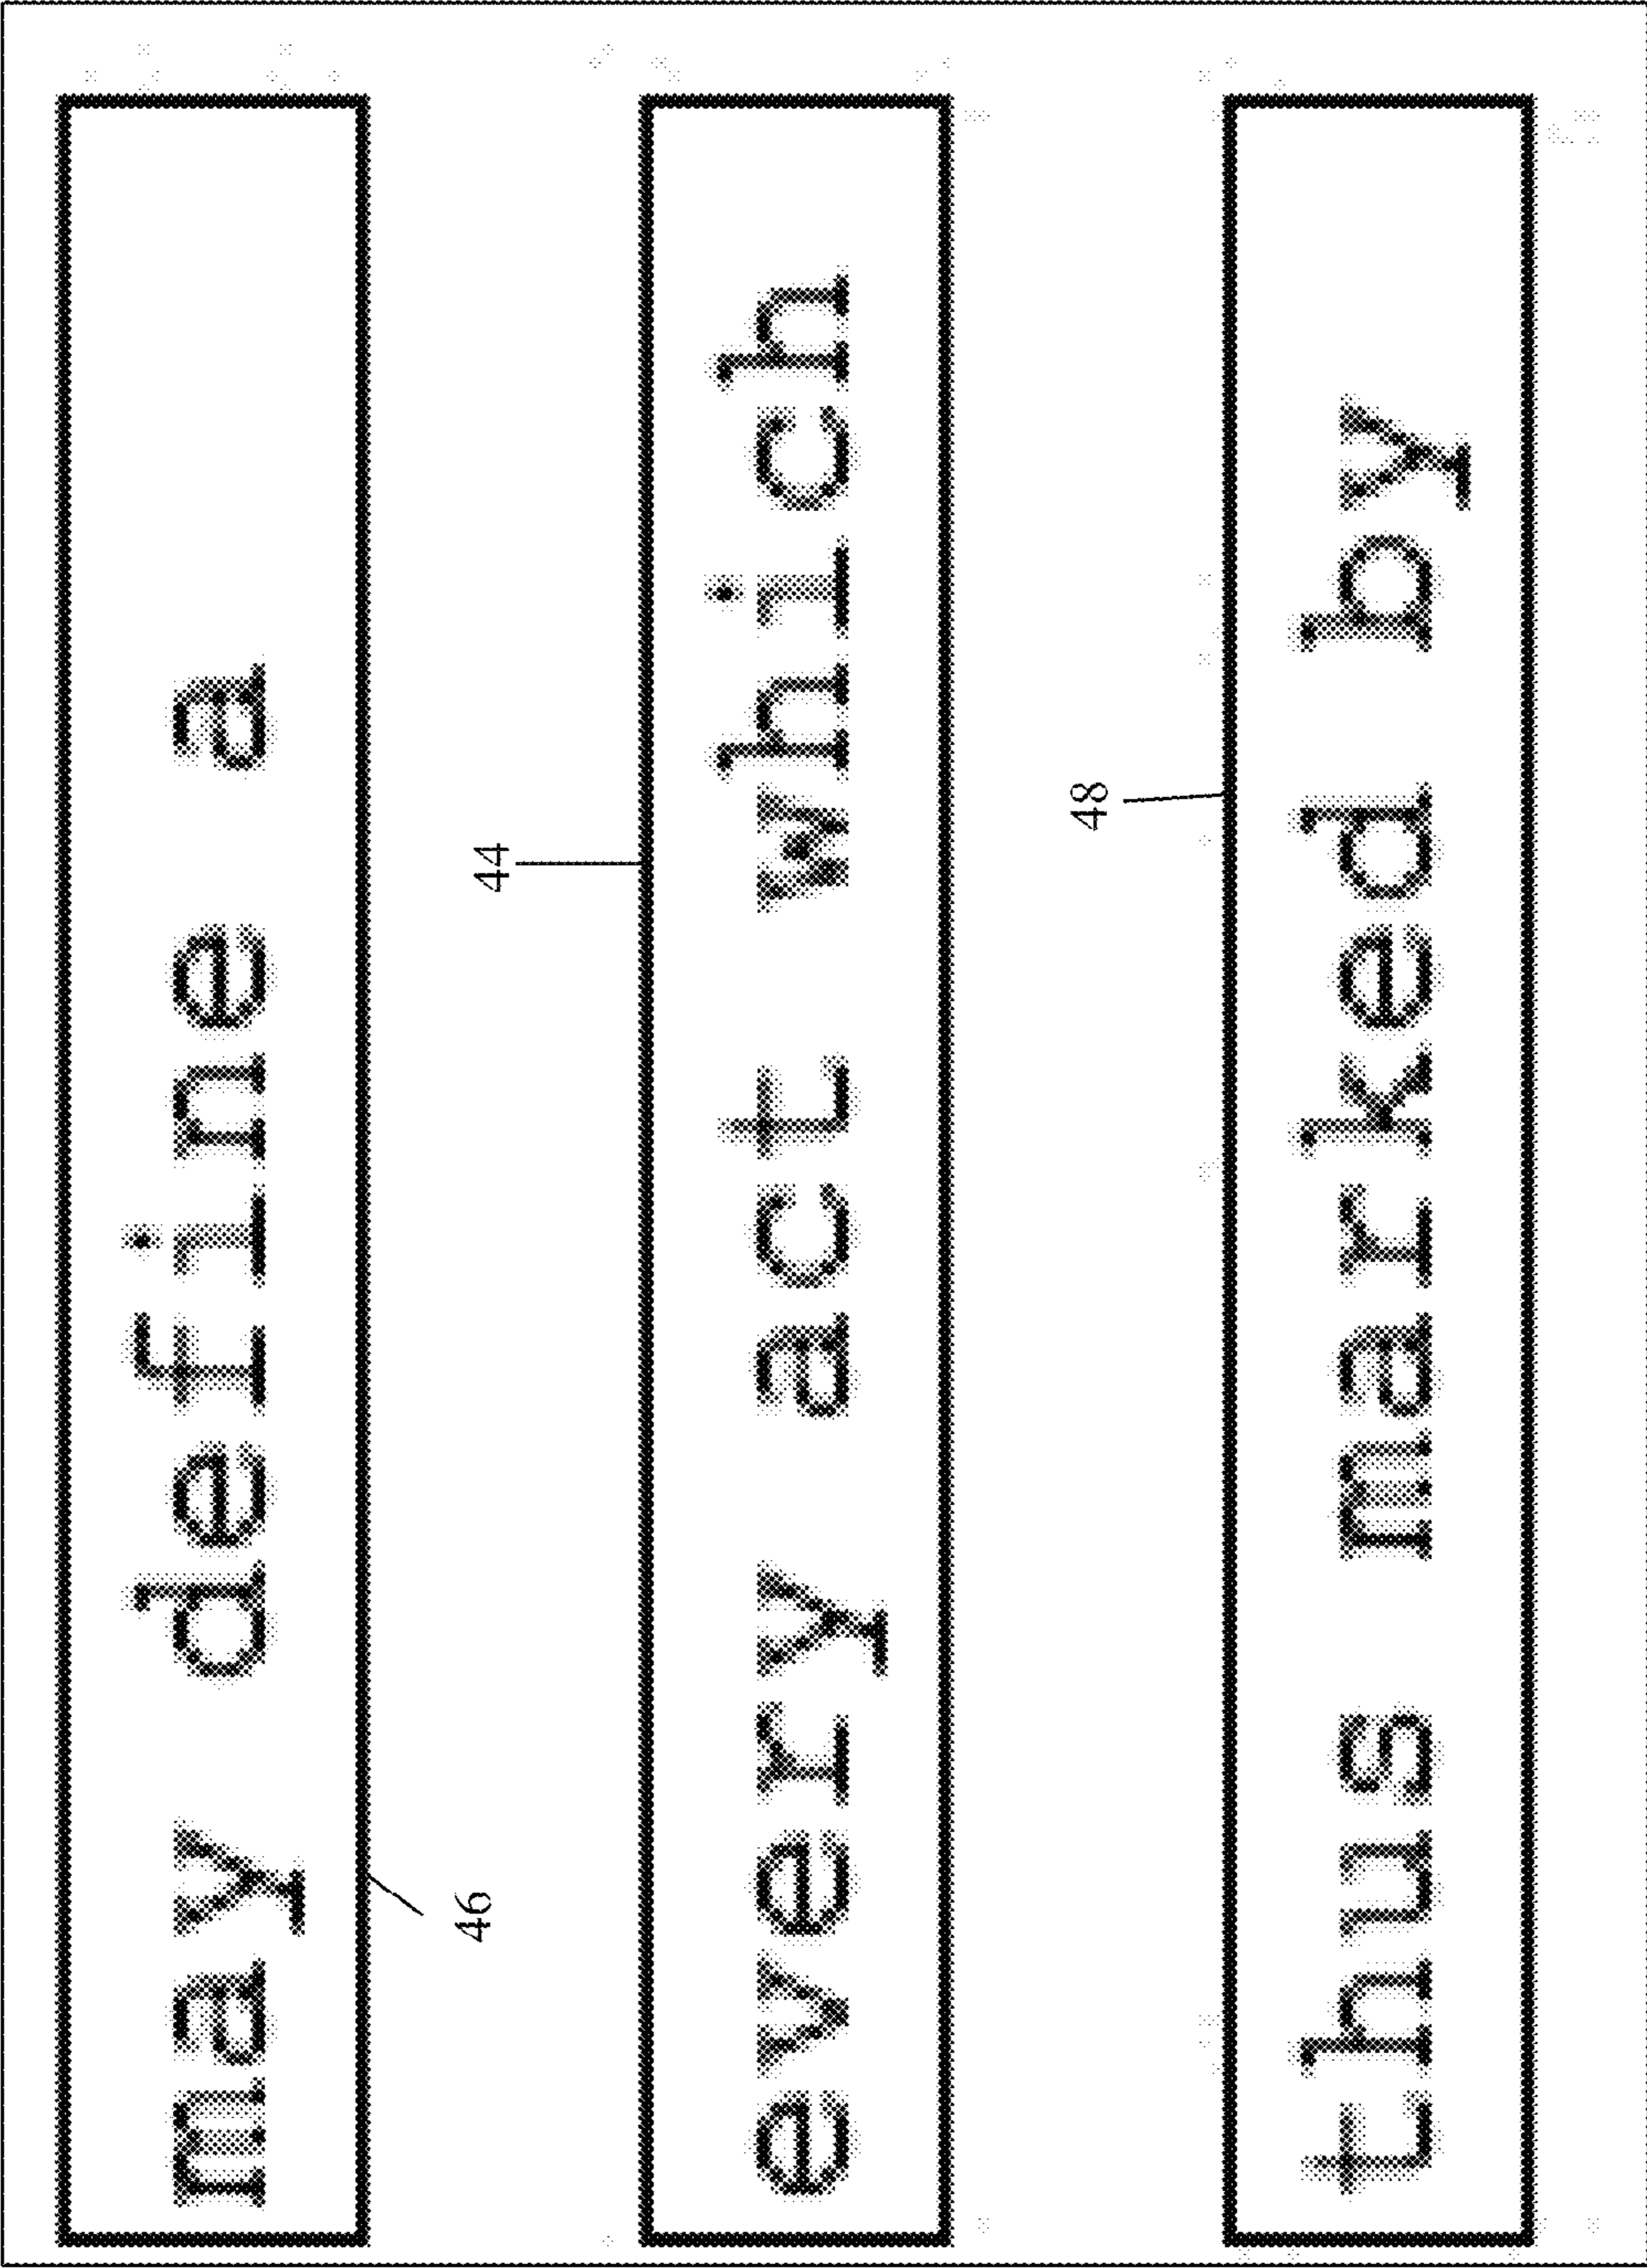 may define a
46
44
every act which
48
thus marked by